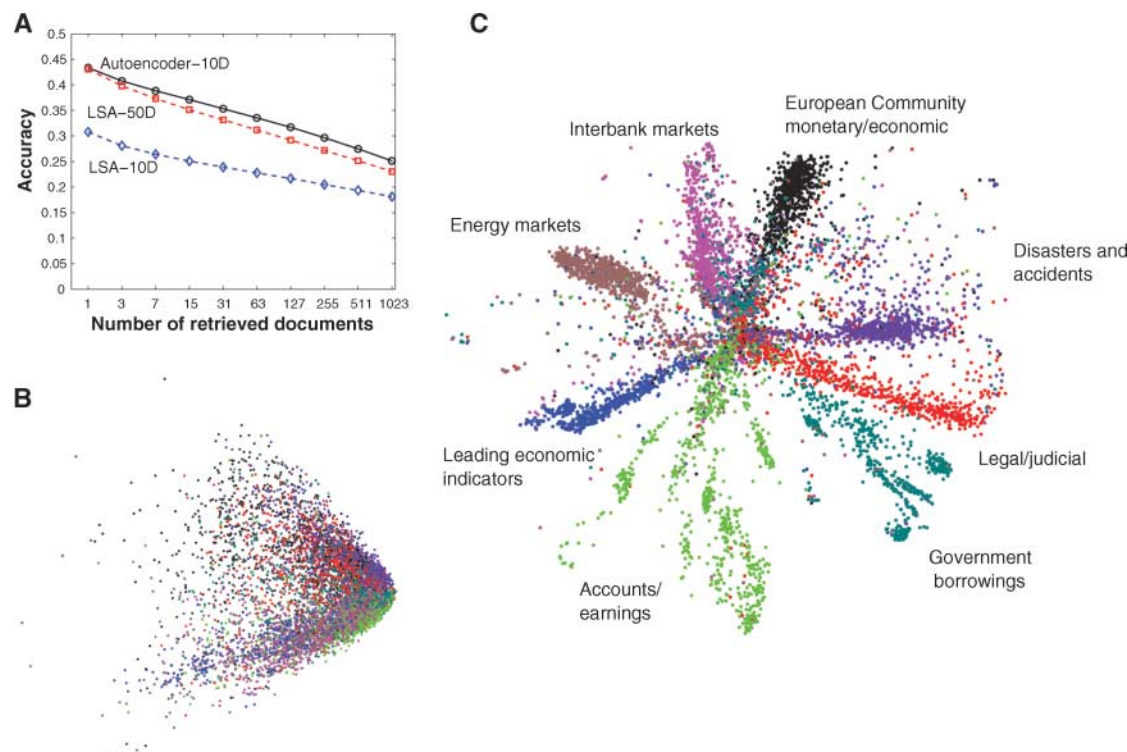 A
0.5
0.45
0.4
0.35
0.3
0.25
0.2
0.15
0.1
0.05
0
Accuracy
Autoencoder-10D
LSA-50D
LSA-10D
1 3 7 15 31 63 127 255 511 1023
Number of retrieved documents
B
C
European Community
monetary/economic
Interbank markets
Energy markets
Disasters and
accidents
Leading economic
indicators
Legal/judicial
Government
borrowings
Accounts/
earnings